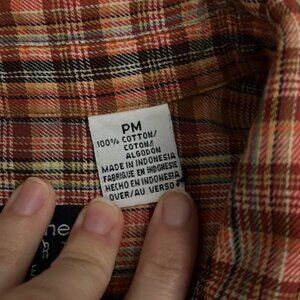 PM
100% COTTON/
COTON/
ALGODON
MADE IN INDONESIA
FABRIQUE EN INDONESIE
HECHO EN INDONESIA
OVER/AU VERSO